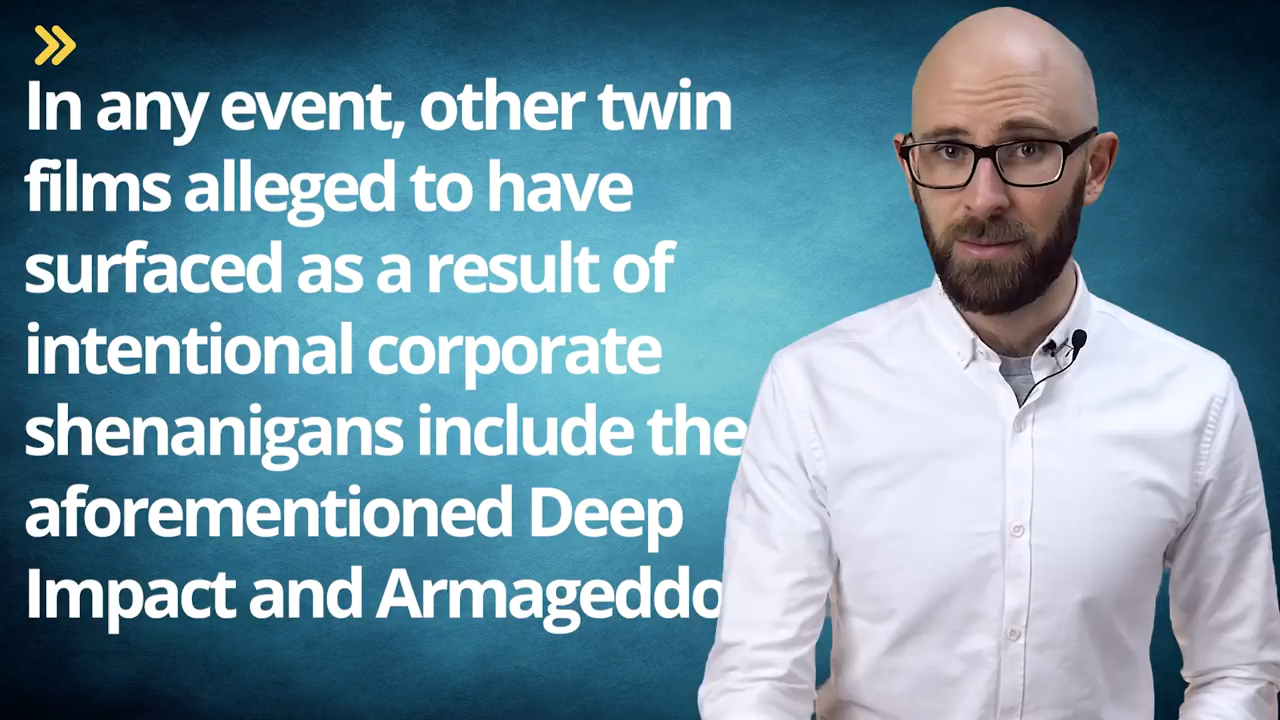 In any event, other twin
films alleged to have
surfaced as a result of
intentional corporate
shenanigans include the
aforementioned Deep
Impact and Armageddo